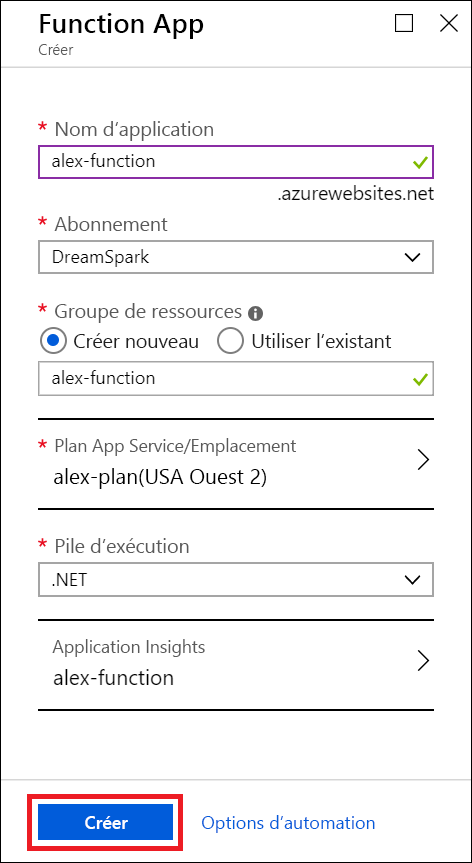 Function App
Créer
* Nom d’application
alex-function
.azurewebsites.net
* Abonnement
DreamSpark
* Groupe de ressources
Créer nouveau Utiliser l’existant
alex-function
* Plan App Service/Emplacement
alex-plan(USA Ouest 2)
* Pile d’exécution
.NET
Application Insights
alex-function
Créer Options d’automation